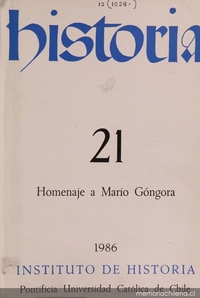 12 (1028-)
historia
21
Homenaje a Mario Góngora
1986
INSTITUTO DE HISTORIA
Pontificia Universidad Católica de Chile
memoriachilena.cl